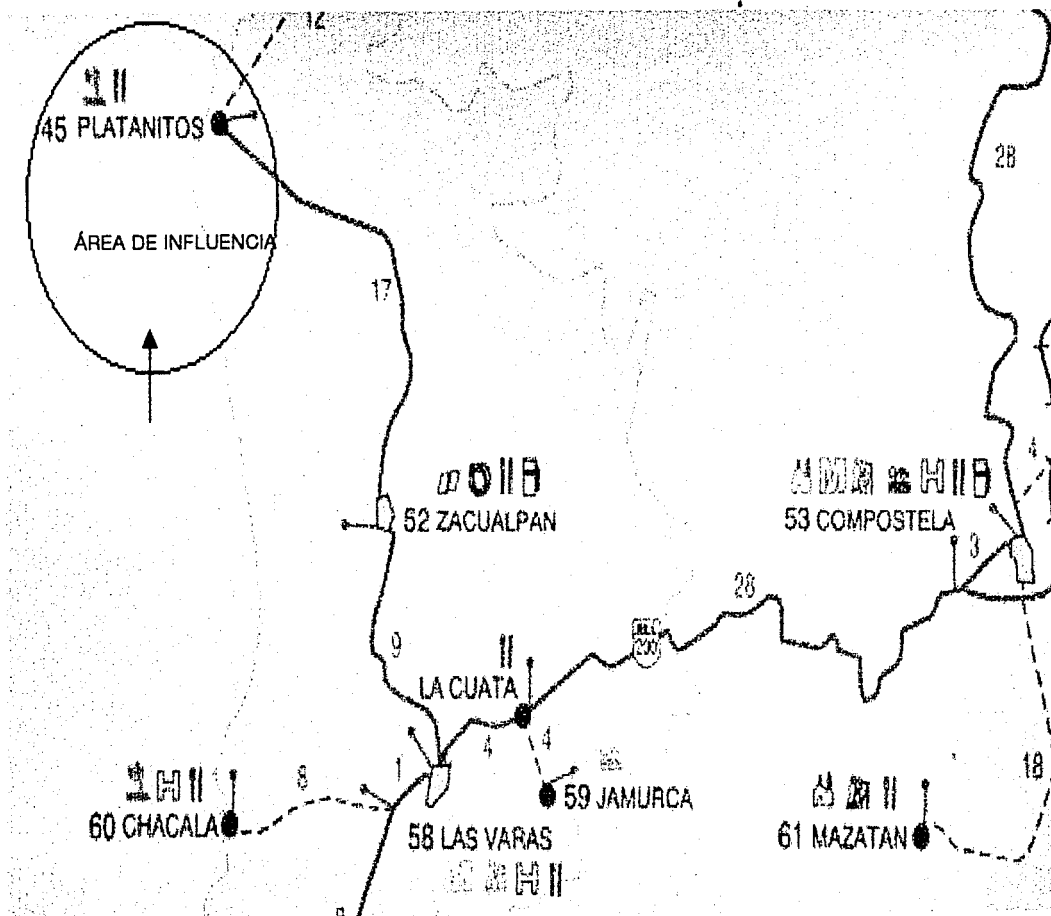 12
45 PLATANITOS
28
ÁREA DE INFLUENCIA
17
4
52 ZACUALPAN
53 COMPOSTELA
3
28
200
9
LA CUATA
4
4
1
8
18
60 CHACALA
59 JAMURCA
58 LAS VARAS
61 MAZATAN